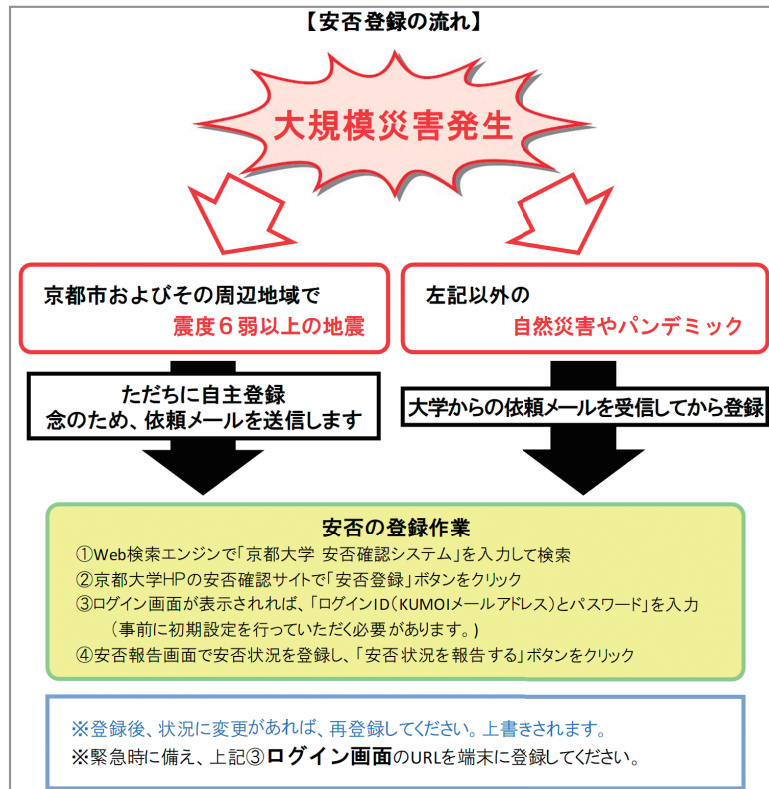 【安否登録の流れ】
大規模災害発生
京都市およびその周辺地域で
震度６弱以上の地震
左記以外の
自然災害やパンデミック
ただちに自主登録
念のため、依頼メールを送信します
大学からの依頼メールを受信してから登録
安否の登録作業
①Web検索エンジンで「京都大学 安否確認システム」を入力して検索
②京都大学HPの安否確認サイトで「安否登録」ボタンをクリック
③ログイン画面が表示されれば、「ログインID（KUMOIメールアドレス）とパスワード」を入力
（事前に初期設定を行っていただく必要があります。)
④安否報告画面で安否状況を登録し、「安否状況を報告する」ボタンをクリック
※登録後、状況に変更があれば、再登録してください。上書きされます。
※緊急時に備え、上記③ログイン画面のURLを端末に登録してください。